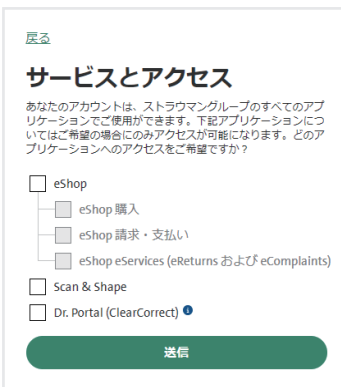 戻る
サービスとアクセス
あなたのアカウントは、ストラウマングループのすべてのアプ
リケーションでご使用ができます。下記アプリケーションにつ
いてはご希望の場合にのみアクセスが可能になります。どのア
プリケーションへのアクセスをご希望ですか？
eShop
eShop 購入
eShop 請求・支払い
eShop eServices (eReturns および eComplaints)
Scan & Shape
Dr. Portal (ClearCorrect) i
送信